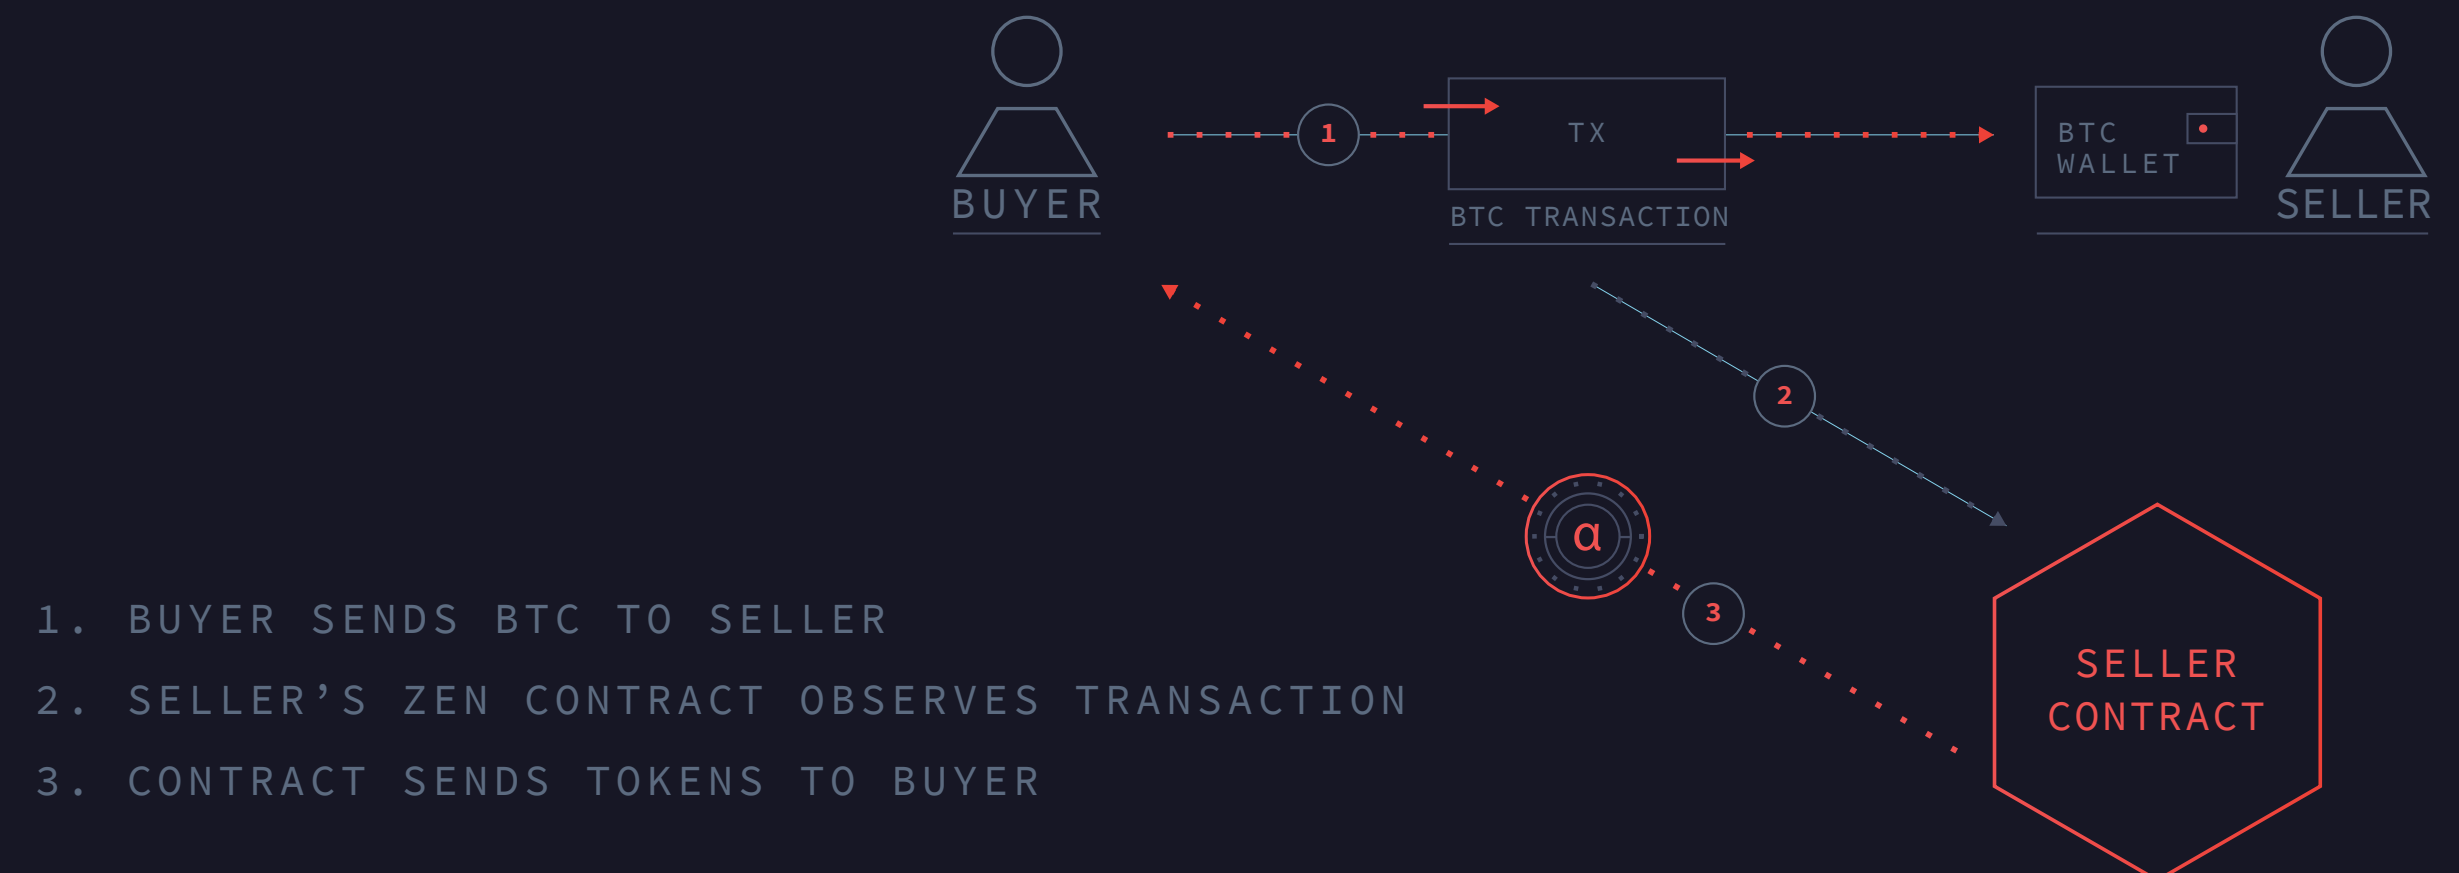 1
TX
BTC
WALLET
BUYER
BTC TRANSACTION
SELLER
2
α
3
SELLER
CONTRACT
1. BUYER SENDS BTC TO SELLER
2. SELLER’S ZEN CONTRACT OBSERVES TRANSACTION
3. CONTRACT SENDS TOKENS TO BUYER